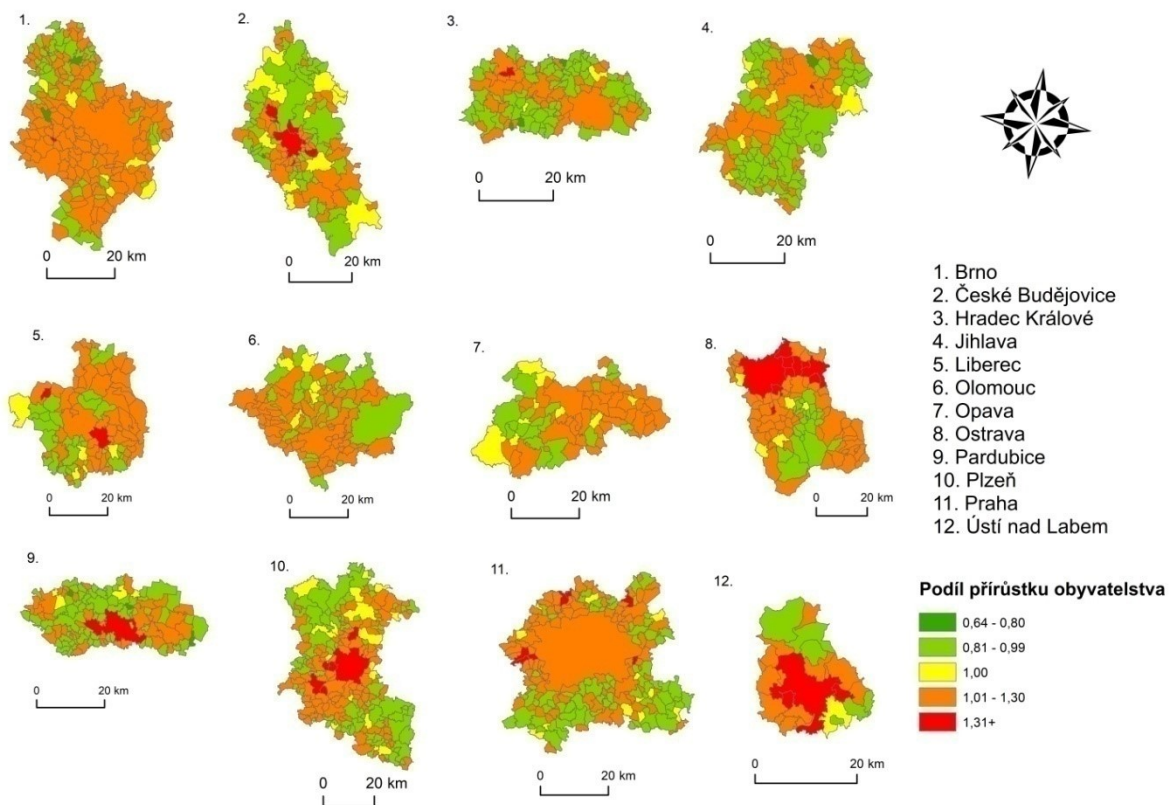 1.
2.
3.
4.
0 20 km
0 20 km
0 20 km
0 20 km
1. Brno
2. České Budějovice
3. Hradec Králové
4. Jihlava
5. Liberec
6. Olomouc
7. Opava
8. Ostrava
9. Pardubice
10. Plzeň
11. Praha
12. Ústí nad Labem
5.
6.
7.
8.
0 20 km
0 20 km
0 20 km
0 20 km
9.
10.
11.
12.
0 20 km
0 20 km
0 20 km
0 20 km
Podíl přírůstku obyvatelstva
0,64 - 0,80
0,81 - 0,99
1,00
1,01 - 1,30
1,31+